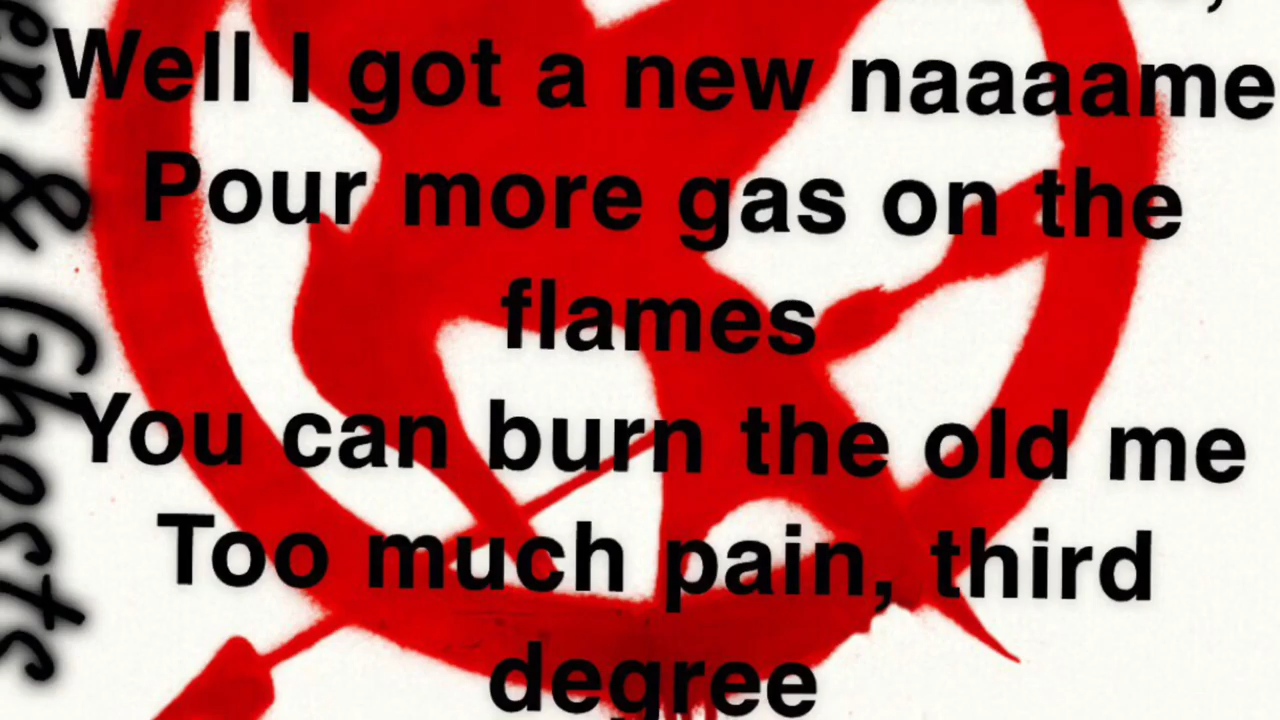 Well I got a new naaaame
Pour more gas on the
flames
You can burn the old me
Too much pain, third
degree
& Ghosts